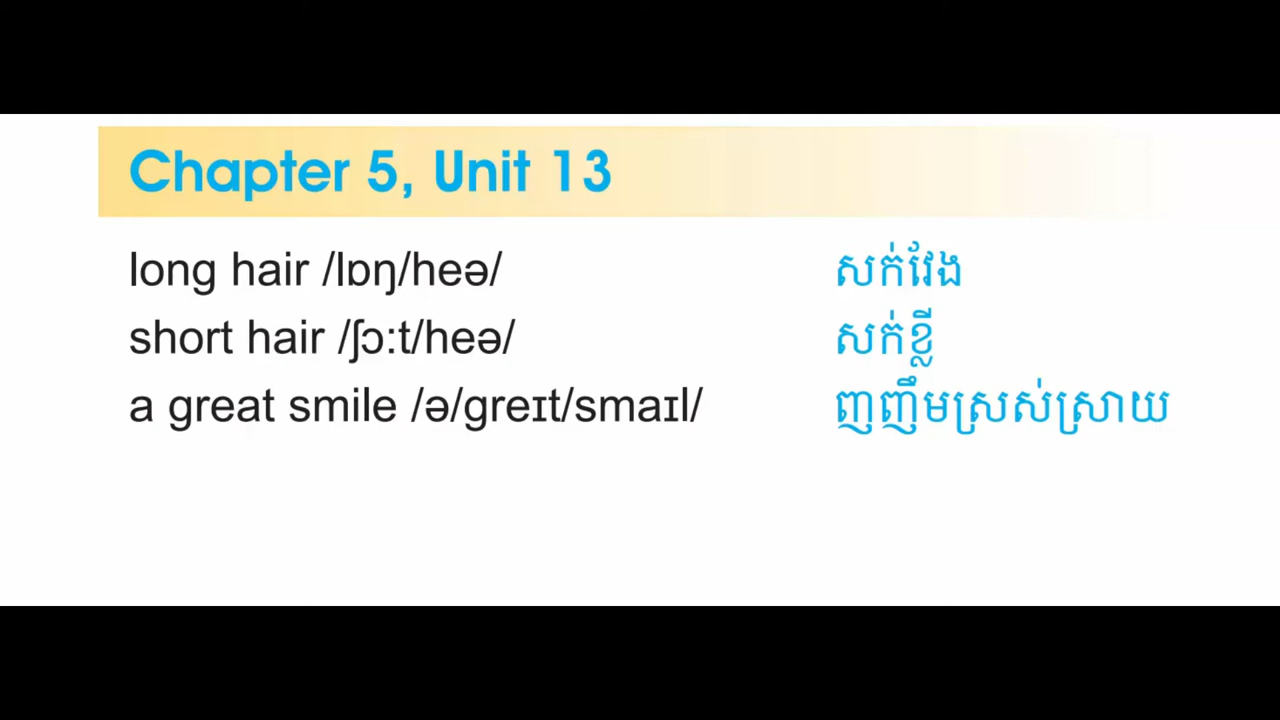 Chapter 5, Unit 13
long hair /lɒŋ/heə/ សក់វែង
short hair /ʃɔ:t/heə/ សក់ខ្លី
a great smile /ə/greɪt/smaɪl/ ញញឹមស្រស់ស្រាយ